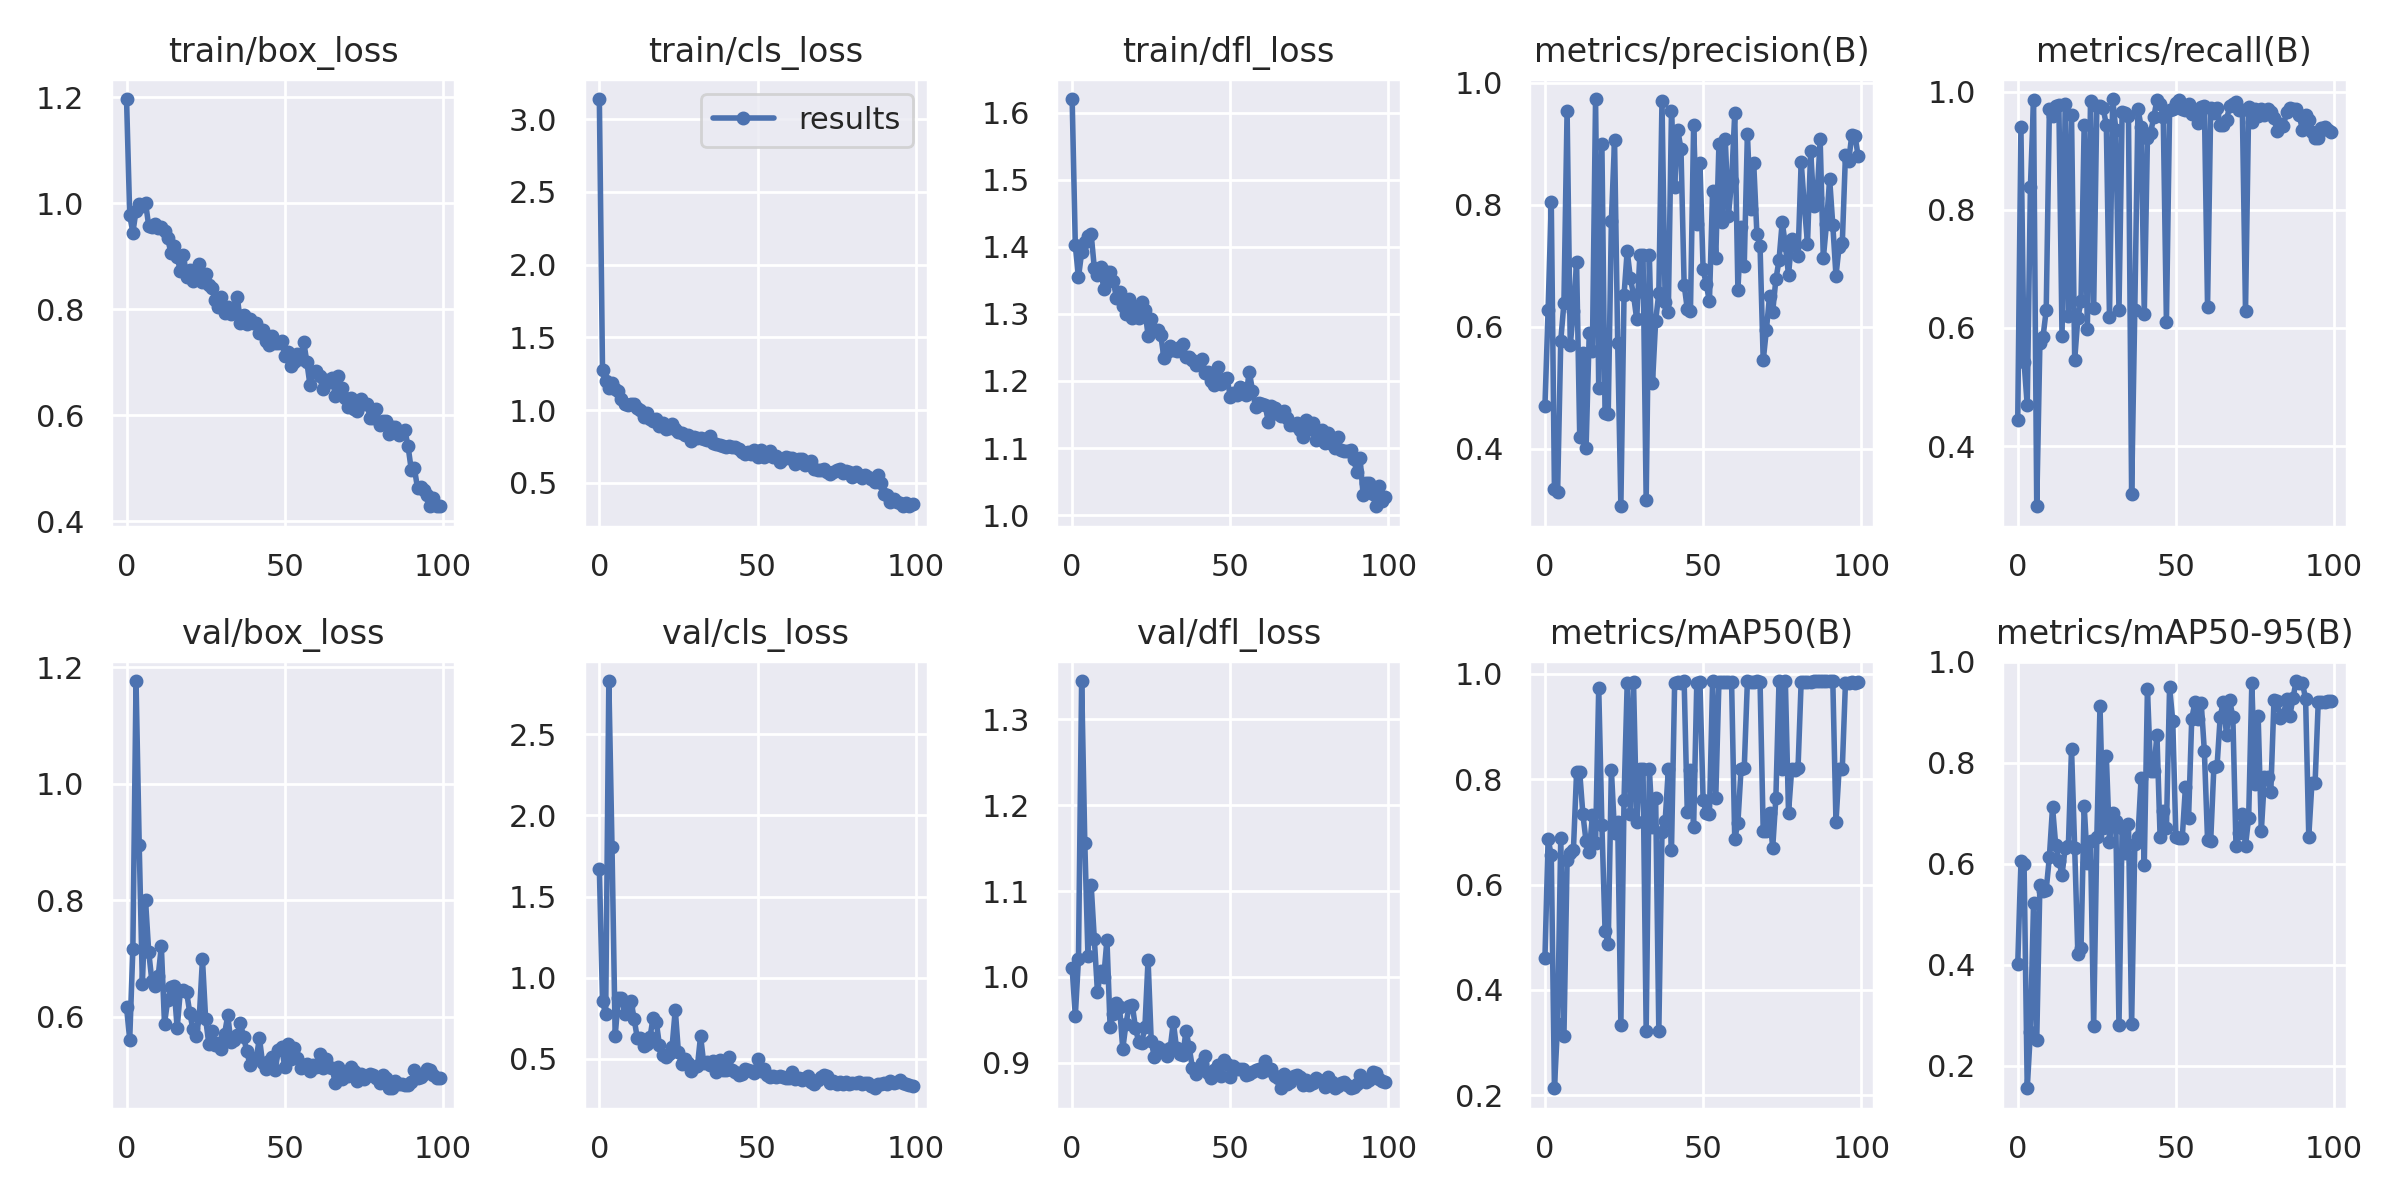 train/box_loss
train/cls_loss
train/dfl_loss
metrics/precision(B)
metrics/recall(B)
1.2
1.0
0.8
0.6
0.4
0 50 100
results
3.0
2.5
2.0
1.5
1.0
0.5
0 50 100
1.6
1.5
1.4
1.3
1.2
1.1
1.0
0 50 100
1.0
0.8
0.6
0.4
0 50 100
1.0
0.8
0.6
0.4
0 50 100
val/box_loss
val/cls_loss
val/dfl_loss
metrics/mAP50(B)
metrics/mAP50-95(B)
1.2
1.0
0.8
0.6
0 50 100
2.5
2.0
1.5
1.0
0.5
0 50 100
1.3
1.2
1.1
1.0
0.9
0 50 100
1.0
0.8
0.6
0.4
0.2
0 50 100
1.0
0.8
0.6
0.4
0.2
0 50 100